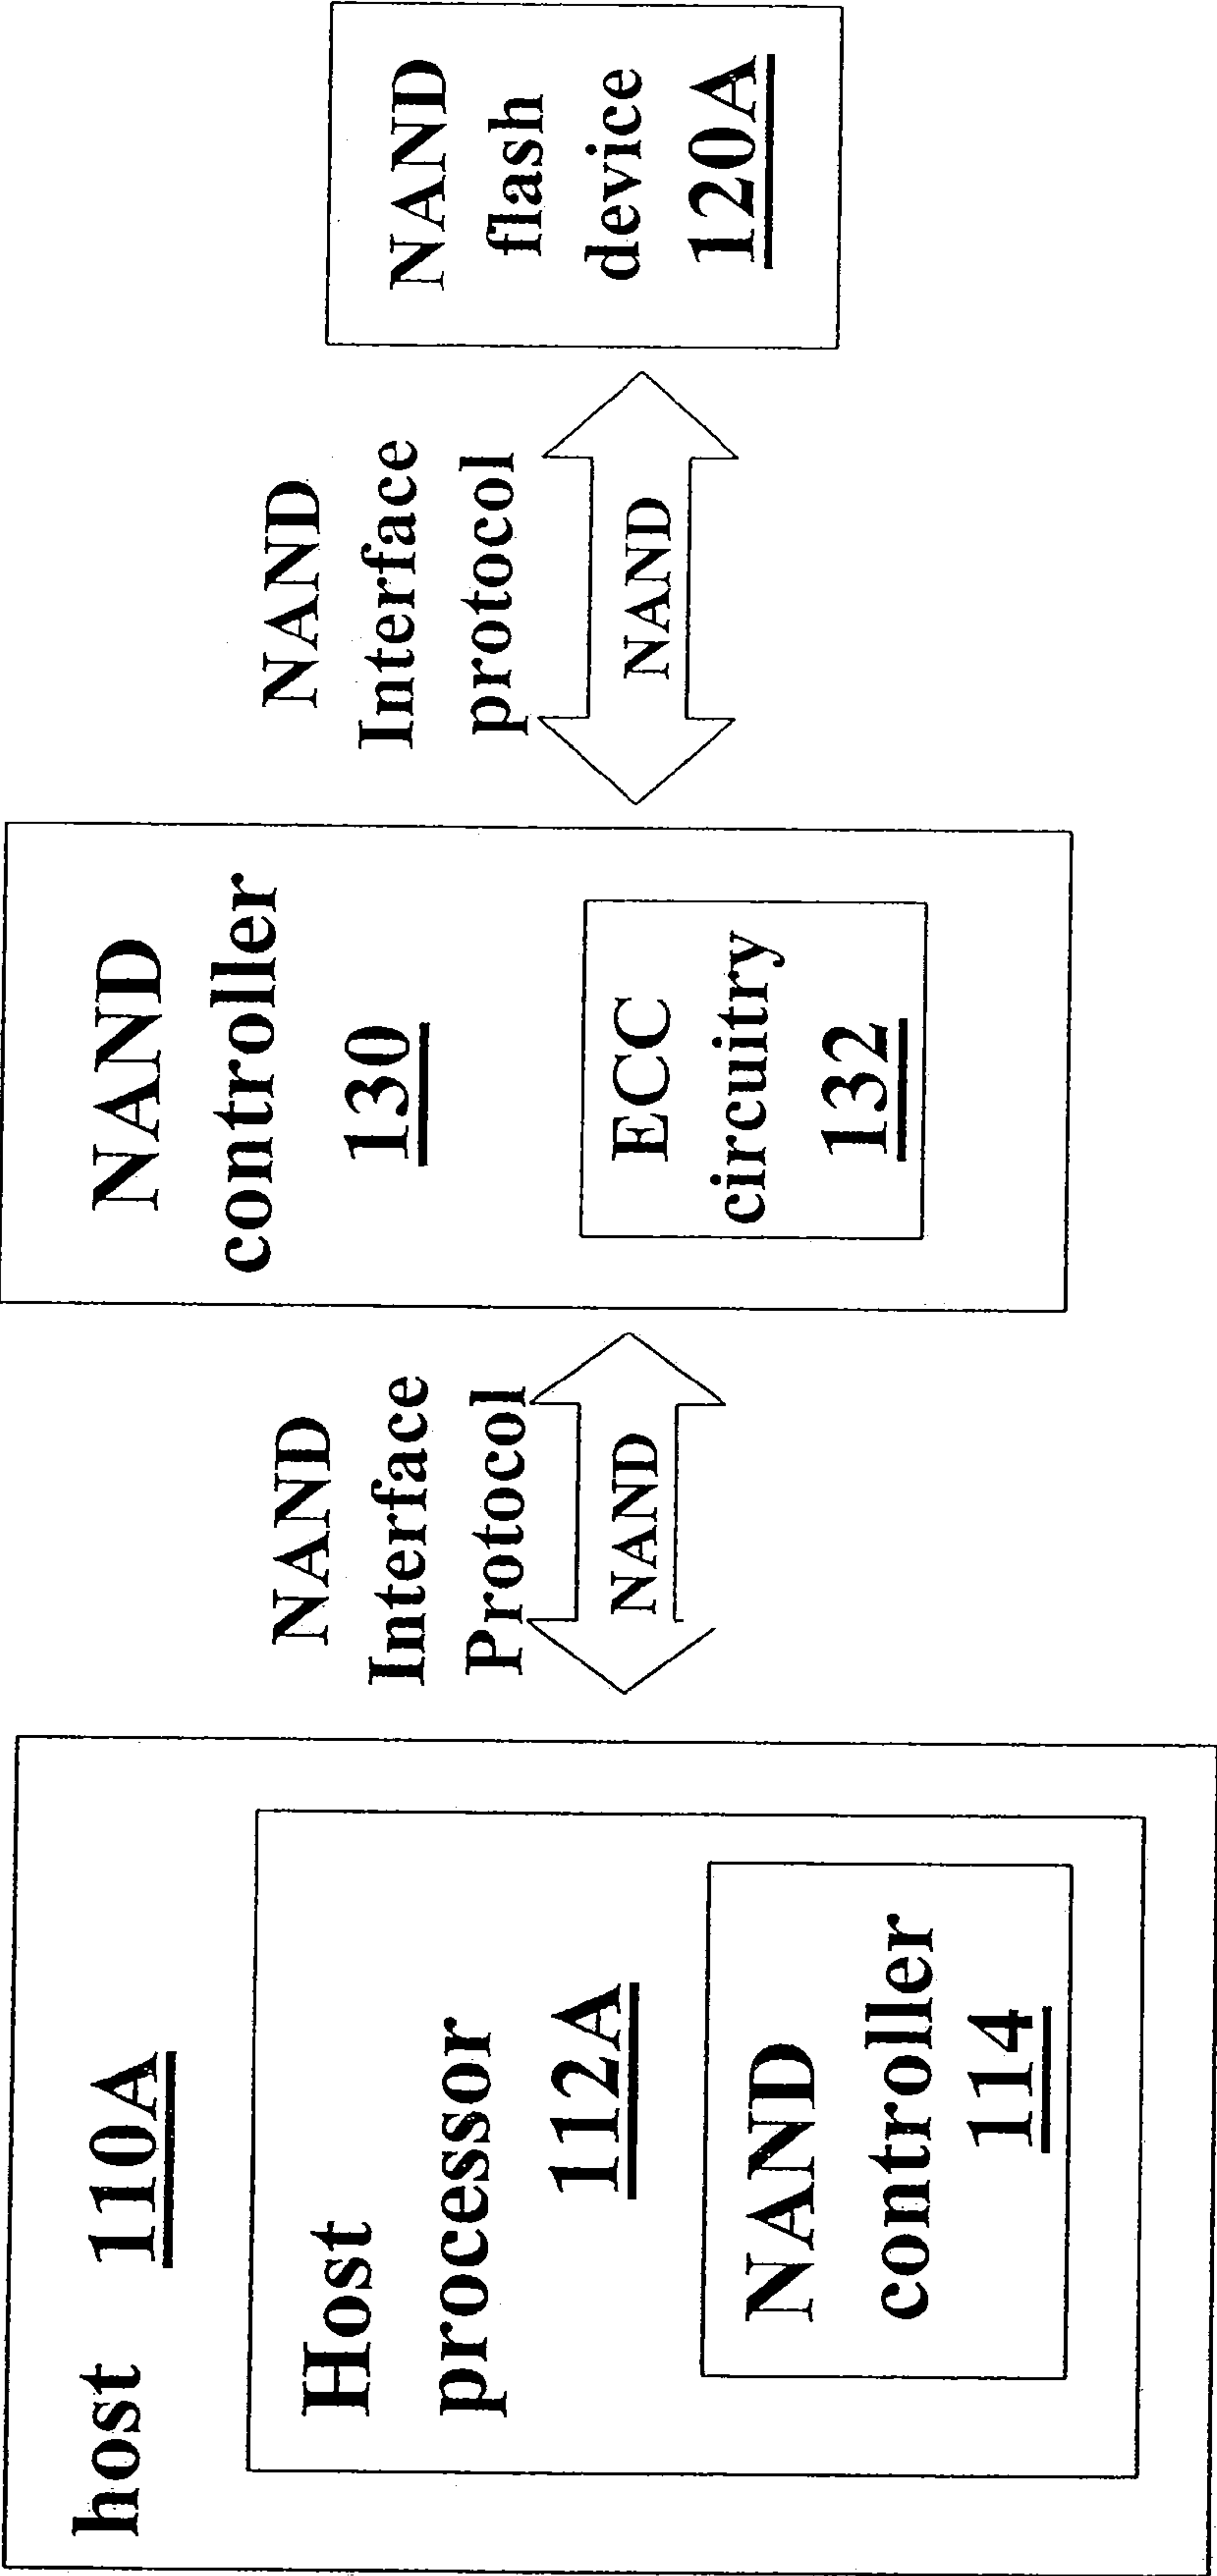 host 110A
Host
processor
112A
NAND
controller
114
NAND
Interface
Protocol
NAND
NAND
controller
130
ECC
circuitry
132
NAND
Interface
protocol
NAND
NAND
flash
device
120A